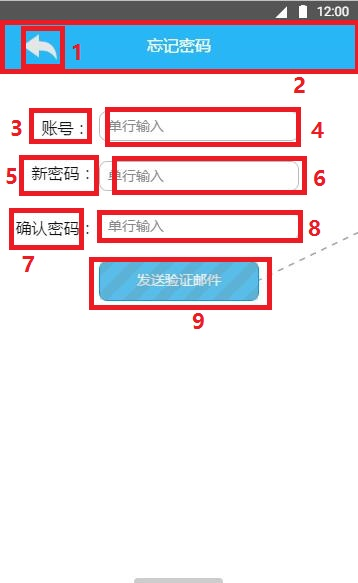 12:00
1 忘记密码
2
3 账号： 单行输入 4
5 新密码： 单行输入 6
确认密码： 单行输入 8
7
发送验证邮件
9